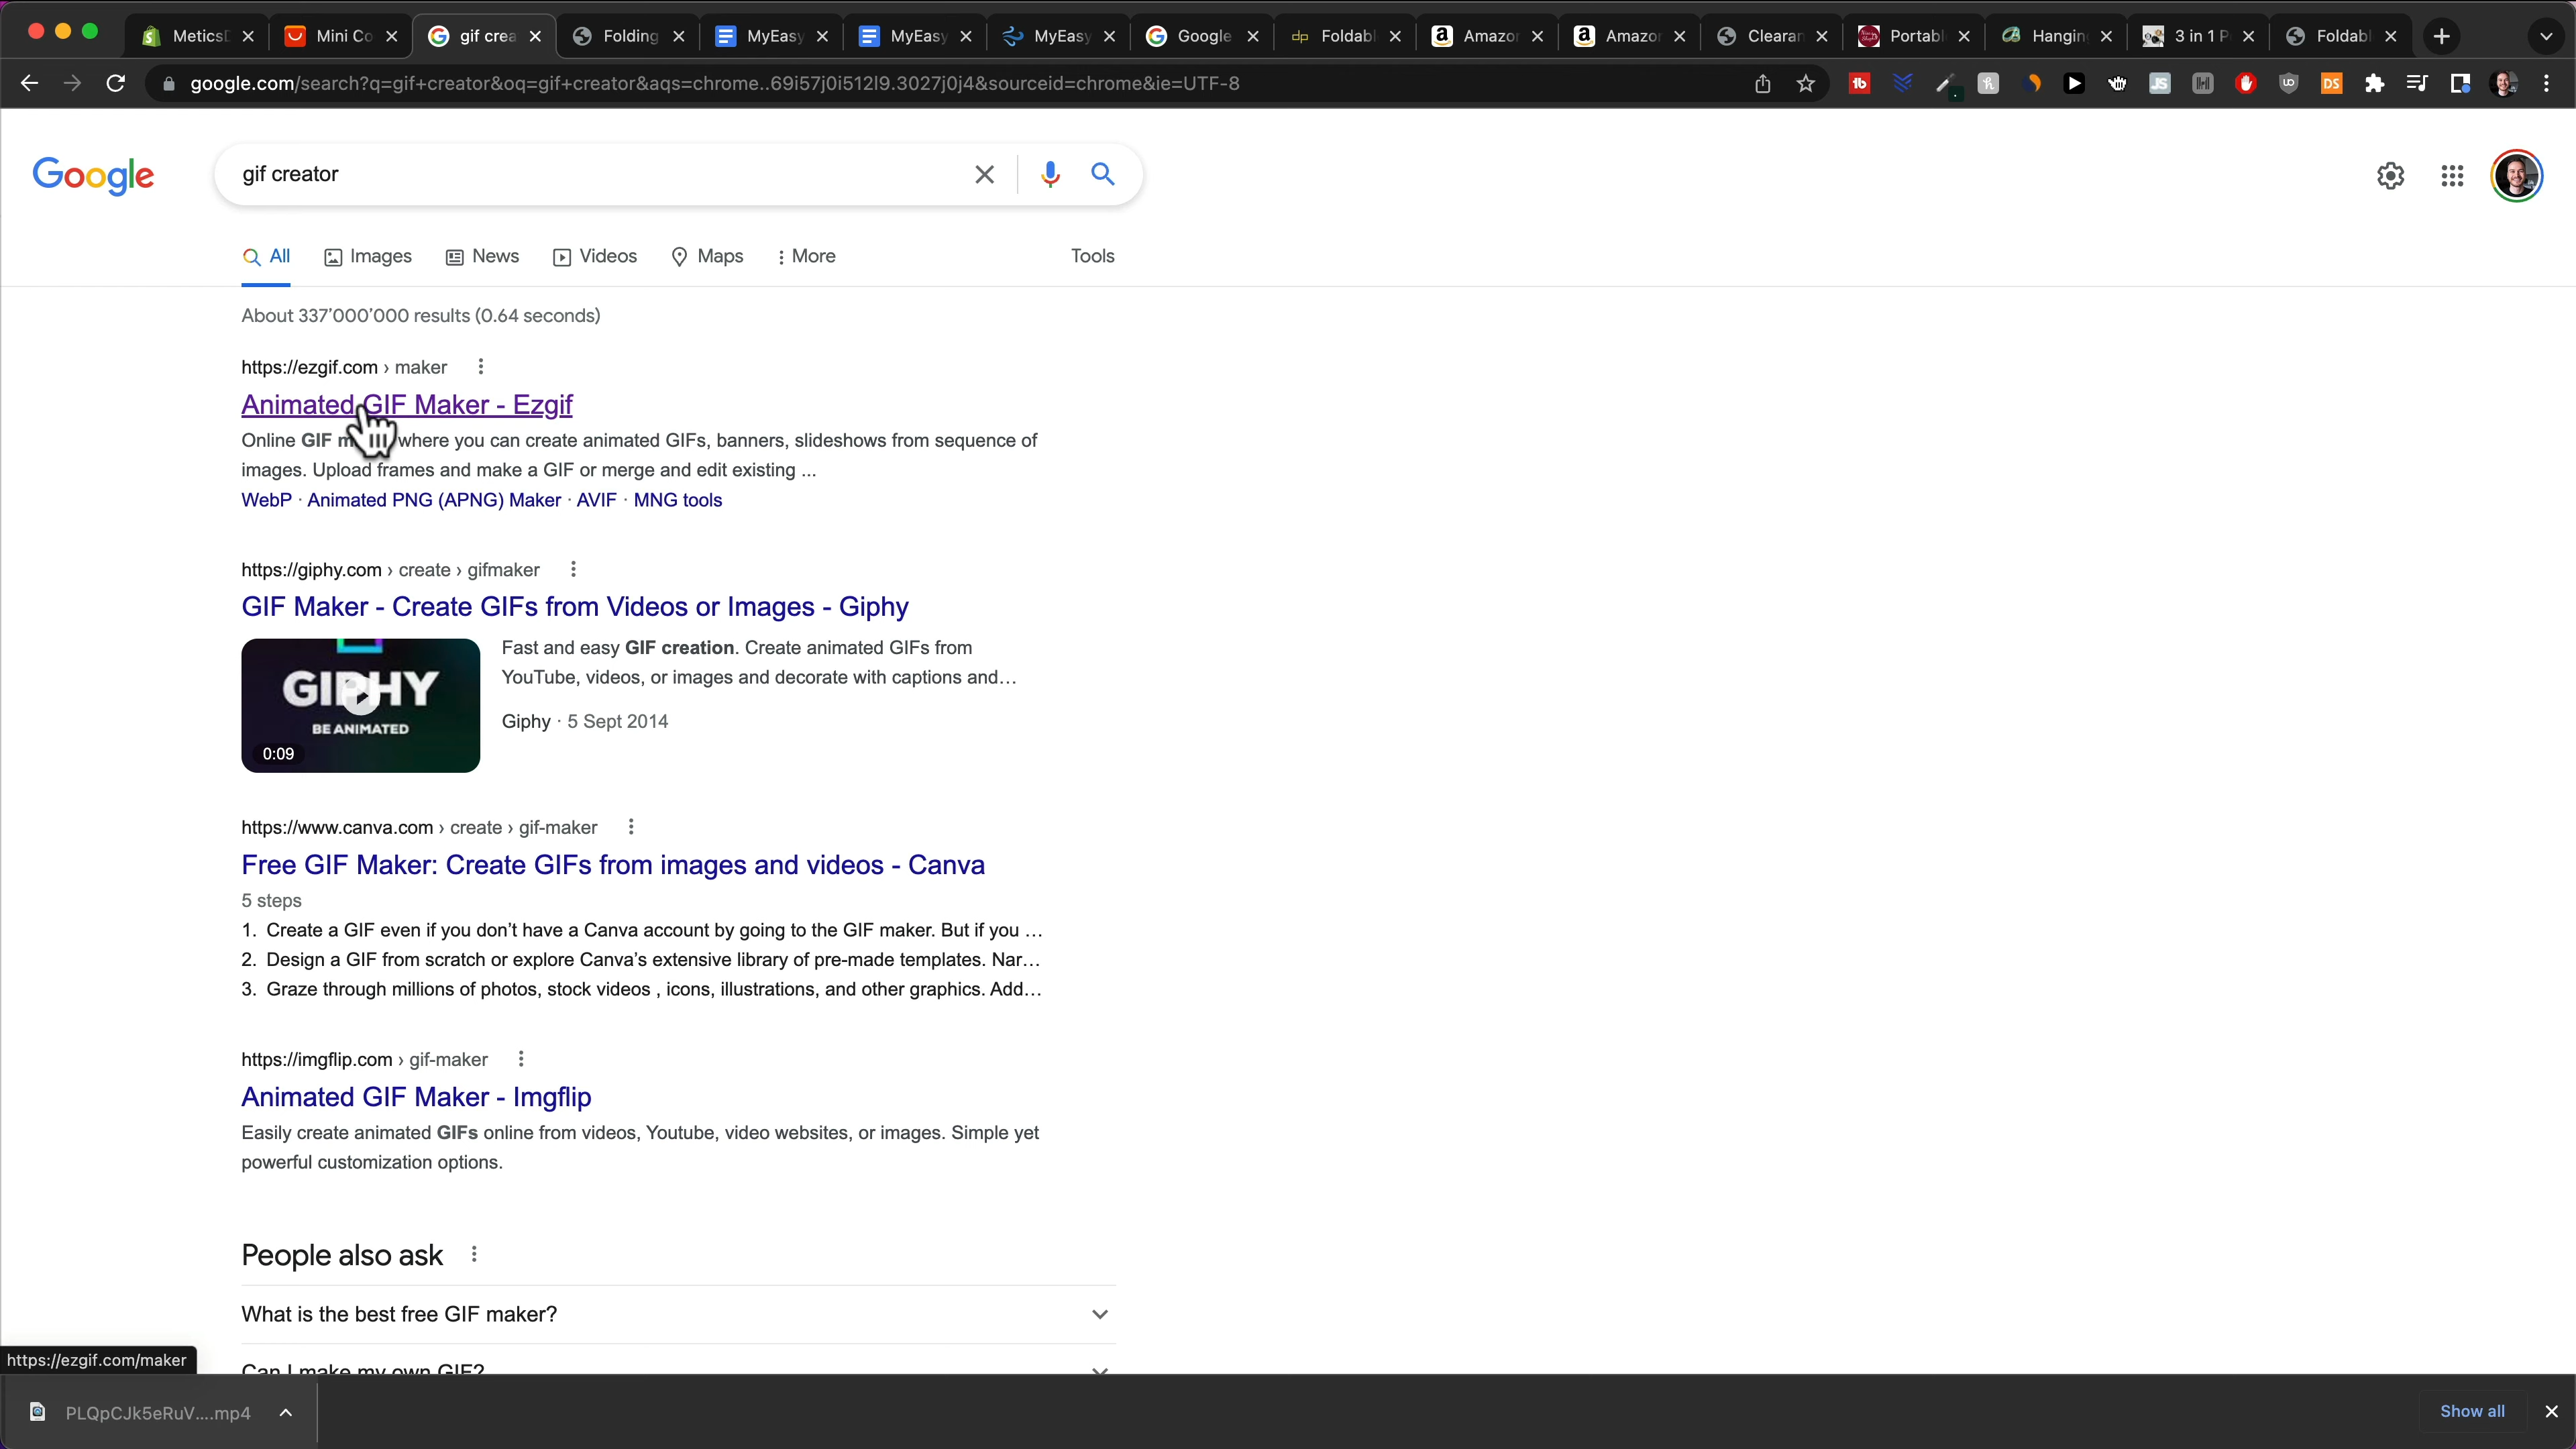 MeticsD
Mini Co
gif crea
Folding
MyEasy
MyEasy
MyEasy
Google
Foldabl
Amazon
Amazon
Clearan
Portabl
Hanging
3 in 1 P
Foldabl
google.com/search?q=gif+creator&oq=gif+creator&aqs=chrome..69i57j0i512l9.3027j0j4&sourceid=chrome&ie=UTF-8
Google
gif creator
All
Images
News
Videos
Maps
More
Tools
About 337'000'000 results (0.64 seconds)
https://ezgif.com › maker
Animated GIF Maker - Ezgif
Online GIF m where you can create animated GIFs, banners, slideshows from sequence of
images. Upload frames and make a GIF or merge and edit existing ...
WebP · Animated PNG (APNG) Maker · AVIF · MNG tools
https://giphy.com › create › gifmaker
GIF Maker - Create GIFs from Videos or Images - Giphy
GIPHY
BE ANIMATED
0:09
Fast and easy GIF creation. Create animated GIFs from
YouTube, videos, or images and decorate with captions and...
Giphy · 5 Sept 2014
https://www.canva.com › create › gif-maker
Free GIF Maker: Create GIFs from images and videos - Canva
5 steps
1. Create a GIF even if you don't have a Canva account by going to the GIF maker. But if you ...
2. Design a GIF from scratch or explore Canva's extensive library of pre-made templates. Nar...
3. Graze through millions of photos, stock videos , icons, illustrations, and other graphics. Add...
https://imgflip.com › gif-maker
Animated GIF Maker - Imgflip
Easily create animated GIFs online from videos, Youtube, video websites, or images. Simple yet
powerful customization options.
People also ask
What is the best free GIF maker?
Can I make my own GIF?
https://ezgif.com/maker
PLQpCJk5eRuV....mp4
Show all